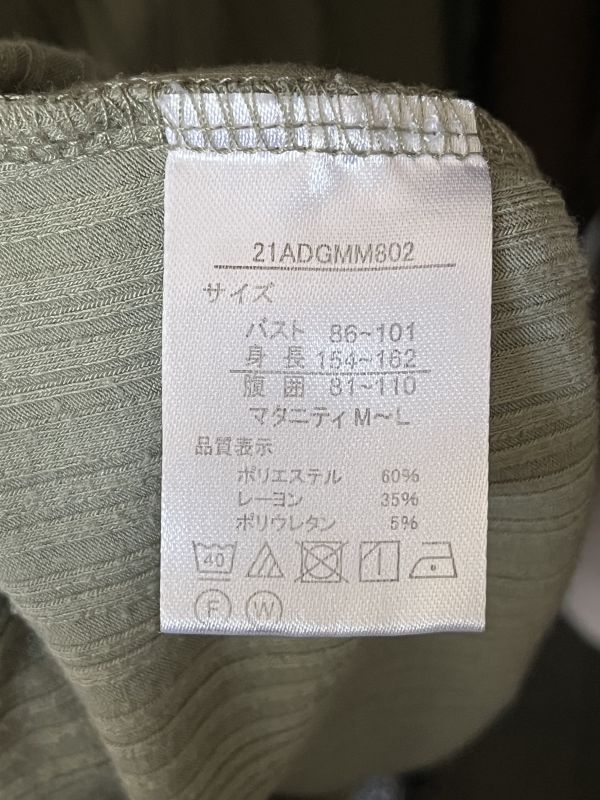 21ADGMM802
サイズ
バスト 86~101
身長 154~162
腹囲 81~110
マタニティM~L
品質表示
ポリエステル 60%
レーヨン 35%
ポリウレタン 5%
40
F W